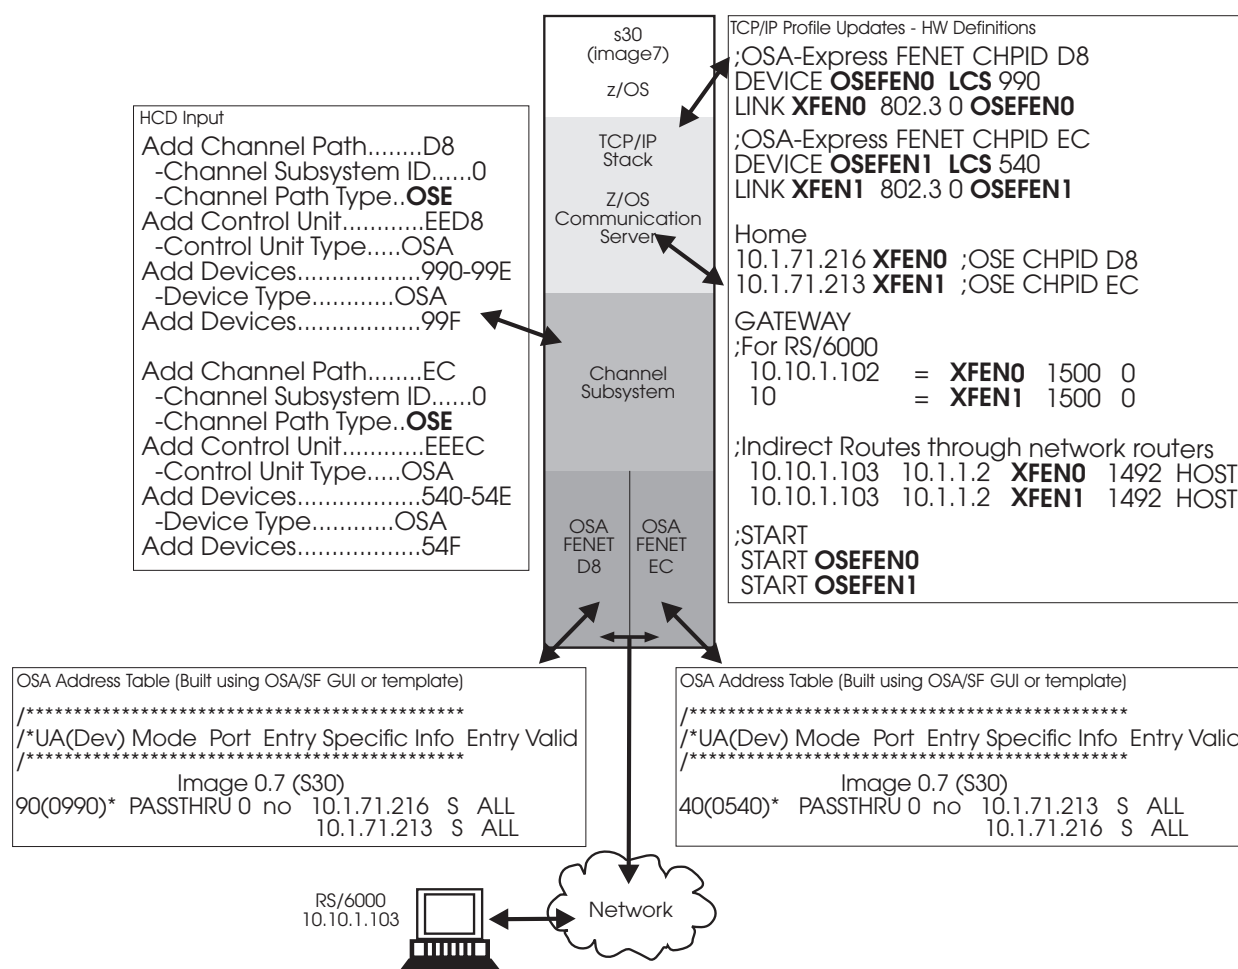 s30
(image7)
z/OS
TCP/IP
Stack
Z/OS
Communication
Server
Channel
Subsystem
OSA
FENET
D8
OSA
FENET
EC
HCD Input
Add Channel Path........D8
-Channel Subsystem ID......0
-Channel Path Type..OSE
Add Control Unit............EED8
-Control Unit Type.....OSA
Add Devices..................990-99E
-Device Type............OSA
Add Devices..................99F
Add Channel Path........EC
-Channel Subsystem ID......0
-Channel Path Type..OSE
Add Control Unit............EEEC
-Control Unit Type.....OSA
Add Devices..................540-54E
-Device Type............OSA
Add Devices..................54F
TCP/IP Profile Updates - HW Definitions
;OSA-Express FENET CHPID D8
DEVICE OSEFEN0 LCS 990
LINK XFEN0 802.3 0 OSEFEN0
;OSA-Express FENET CHPID EC
DEVICE OSEFEN1 LCS 540
LINK XFEN1 802.3 0 OSEFEN1
Home
10.1.71.216 XFEN0 ;OSE CHPID D8
10.1.71.213 XFEN1 ;OSE CHPID EC
GATEWAY
;For RS/6000
10.10.1.102 = XFEN0 1500 0
10 = XFEN1 1500 0
;Indirect Routes through network routers
10.10.1.103 10.1.1.2 XFEN0 1492 HOST
10.10.1.103 10.1.1.2 XFEN1 1492 HOST
;START
START OSEFEN0
START OSEFEN1
OSA Address Table (Built using OSA/SF GUI or template)
/**********************************************
/*UA(Dev) Mode Port Entry Specific Info Entry Valid
/**********************************************
Image 0.7 (S30)
90(0990)* PASSTHRU 0 no 10.1.71.216 S ALL
10.1.71.213 S ALL
OSA Address Table (Built using OSA/SF GUI or template)
/**********************************************
/*UA(Dev) Mode Port Entry Specific Info Entry Valid
/**********************************************
Image 0.7 (S30)
40(0540)* PASSTHRU 0 no 10.1.71.213 S ALL
10.1.71.216 S ALL
RS/6000
10.10.1.103
Network